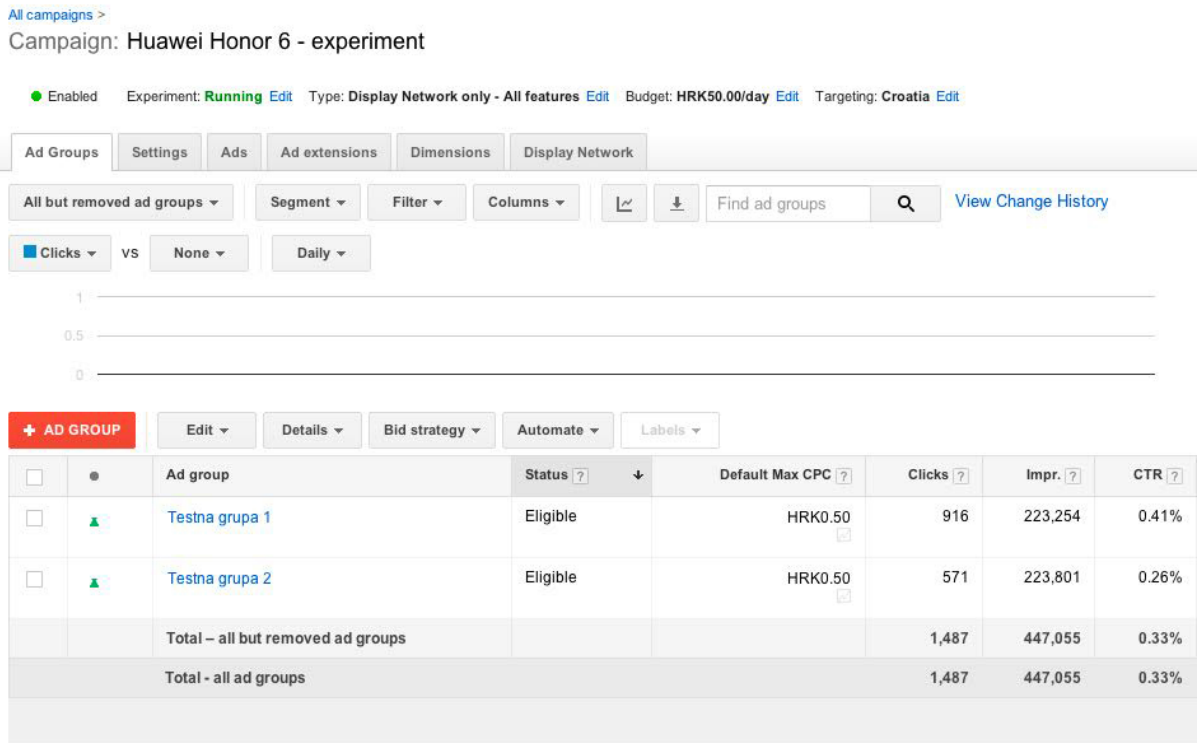 All campaigns >
Campaign: Huawei Honor 6 - experiment
Enabled Experiment: Running Edit Type: Display Network only - All features Edit Budget: HRK50.00/day Edit Targeting: Croatia Edit
Ad Groups Settings Ads Ad extensions Dimensions Display Network
All but removed ad groups Segment Filter Columns Find ad groups View Change History
Clicks VS None Daily
1
0.5
0
+ AD GROUP Edit Details Bid strategy Automate Labels
Ad group Status ? Default Max CPC ? Clicks ? Impr. ? CTR ?
Testna grupa 1 Eligible HRK0.50 916 223,254 0.41%
Testna grupa 2 Eligible HRK0.50 571 223,801 0.26%
Total – all but removed ad groups 1,487 447,055 0.33%
Total - all ad groups 1,487 447,055 0.33%